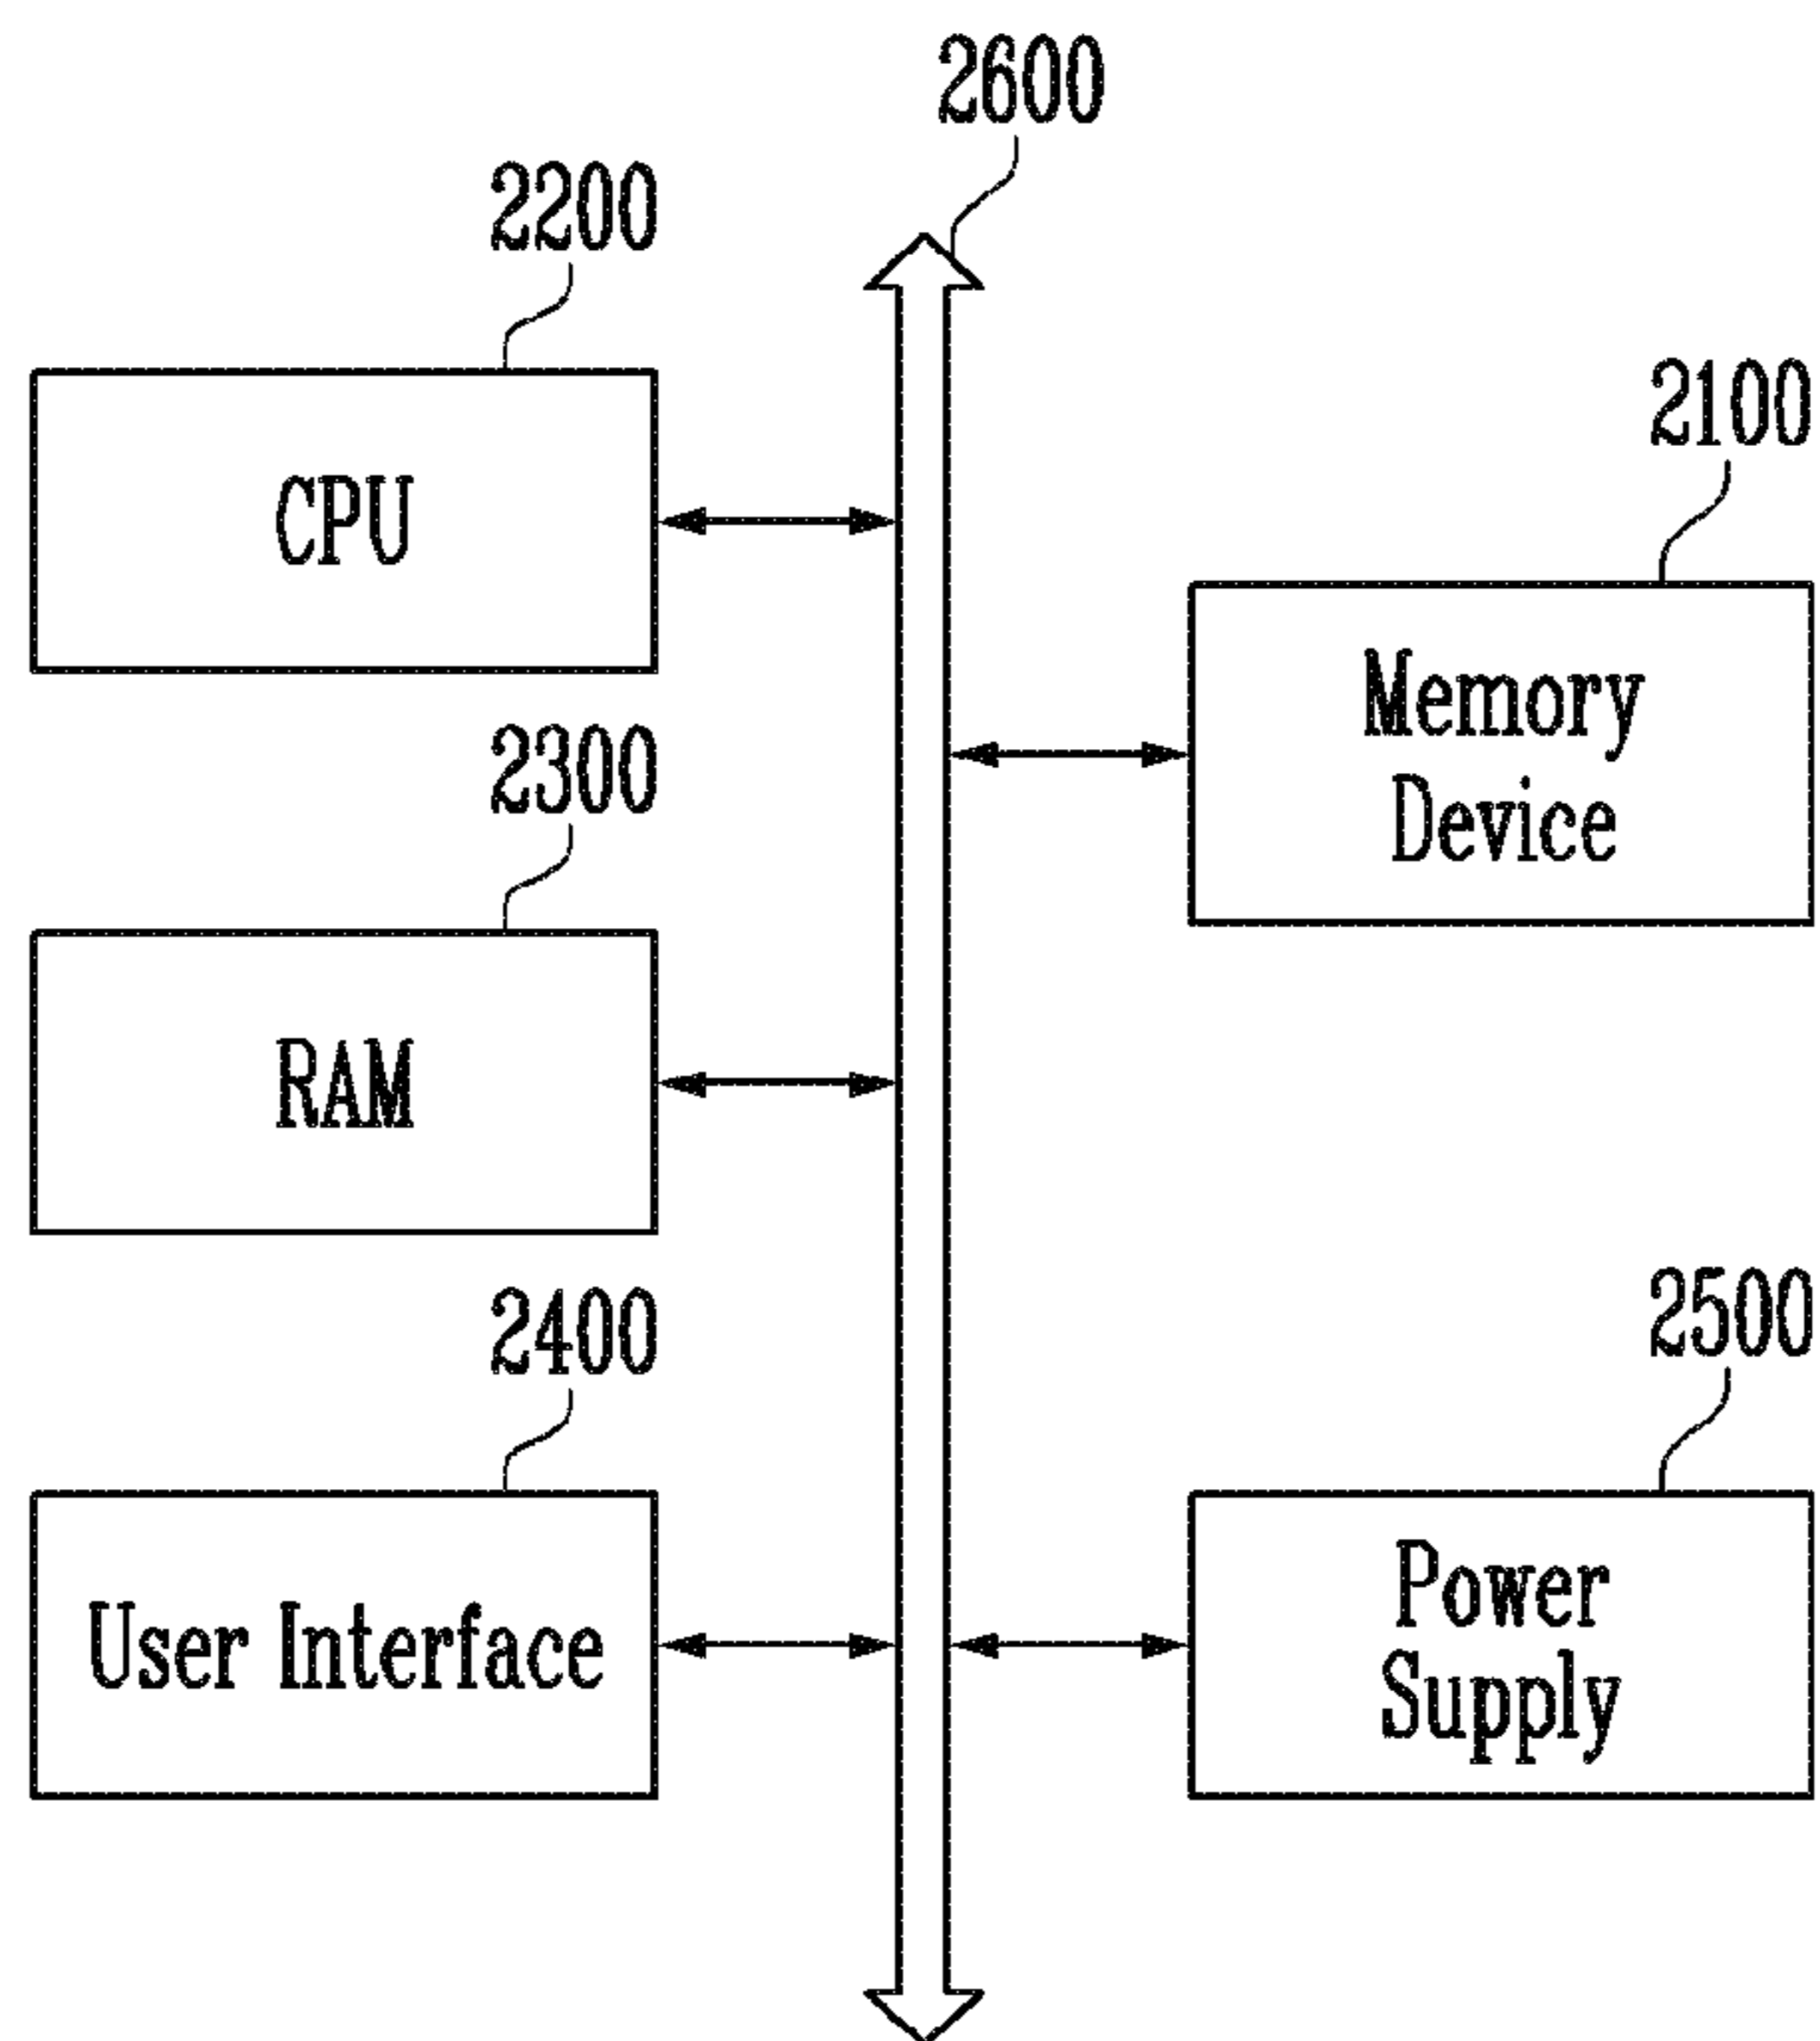 2600
2200
CPU
2100
Memory
Device
2300
RAM
2400
User Interface
2500
Power
Supply